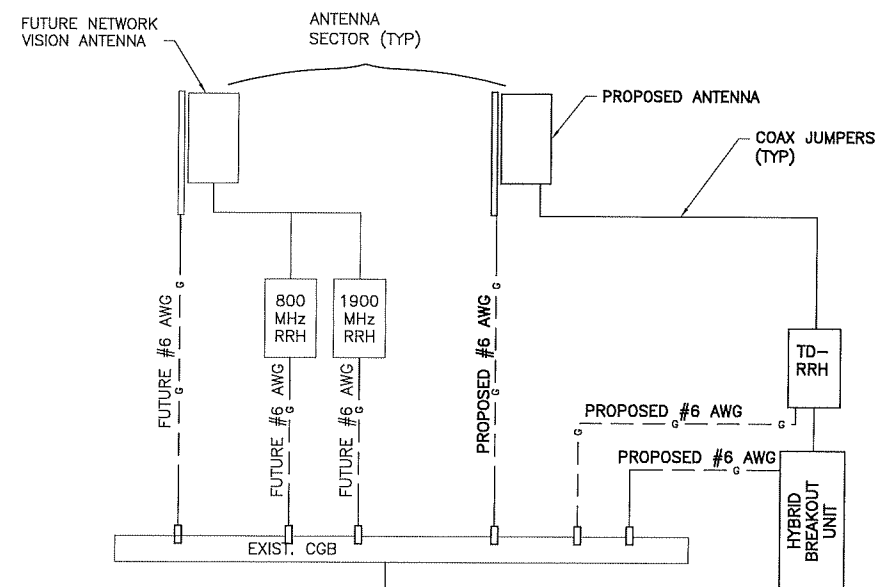 FUTURE NETWORK
VISION ANTENNA
ANTENNA
SECTOR (TYP)
PROPOSED ANTENNA
COAX JUMPERS
(TYP)
G
FUTURE #6 AWG
G
800
MHz
RRH
1900
MHz
RRH
FUTURE #6 AWG
G
FUTURE #6 AWG
G
G
PROPOSED #6 AWG
G
TD-
RRH
PROPOSED #6 AWG
G
G
G
PROPOSED #6 AWG
G
HYBRID
BREAKOUT
UNIT
EXIST. CGB